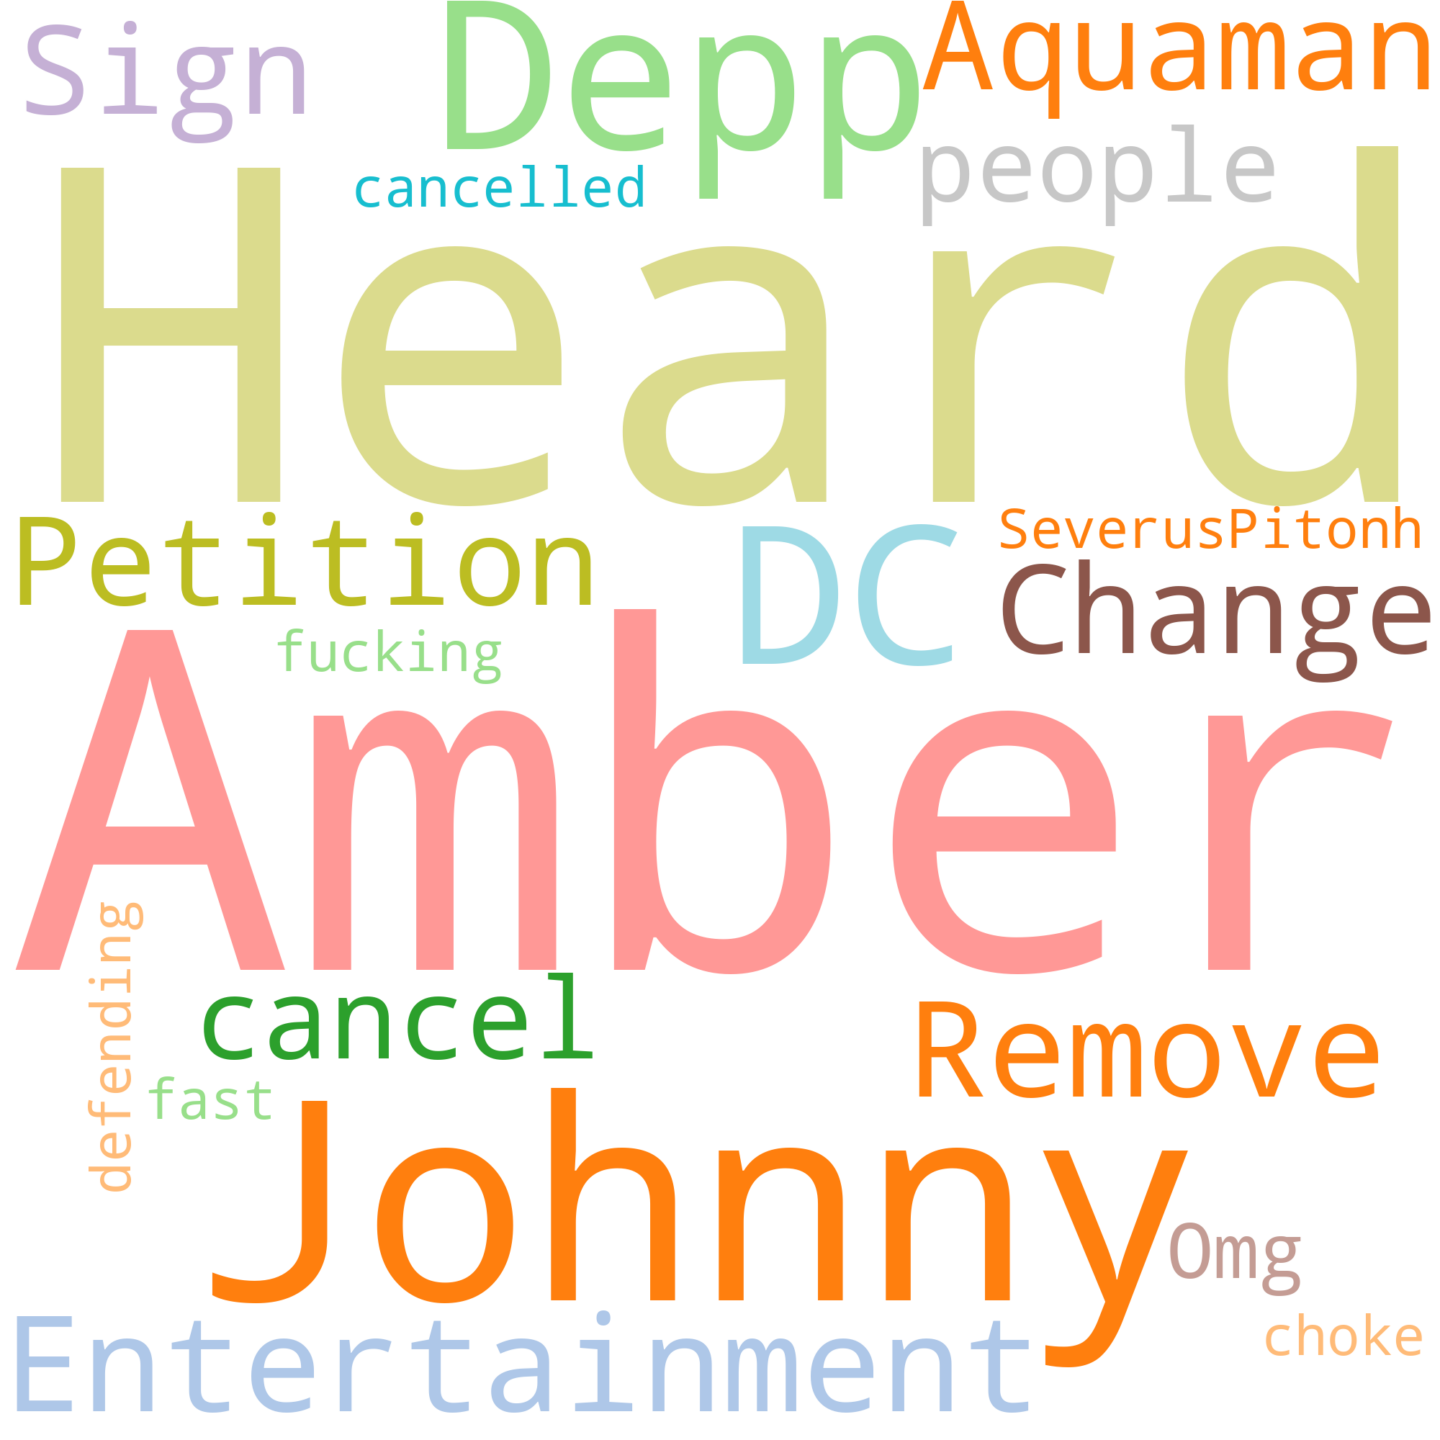 Sign
Depp
Aquaman
cancelled
people
Heard
Petition
DC
SeverusPitonh
Change
fucking
Amber
defending
cancel
Remove
fast
Johnny
Omg
Entertainment
choke